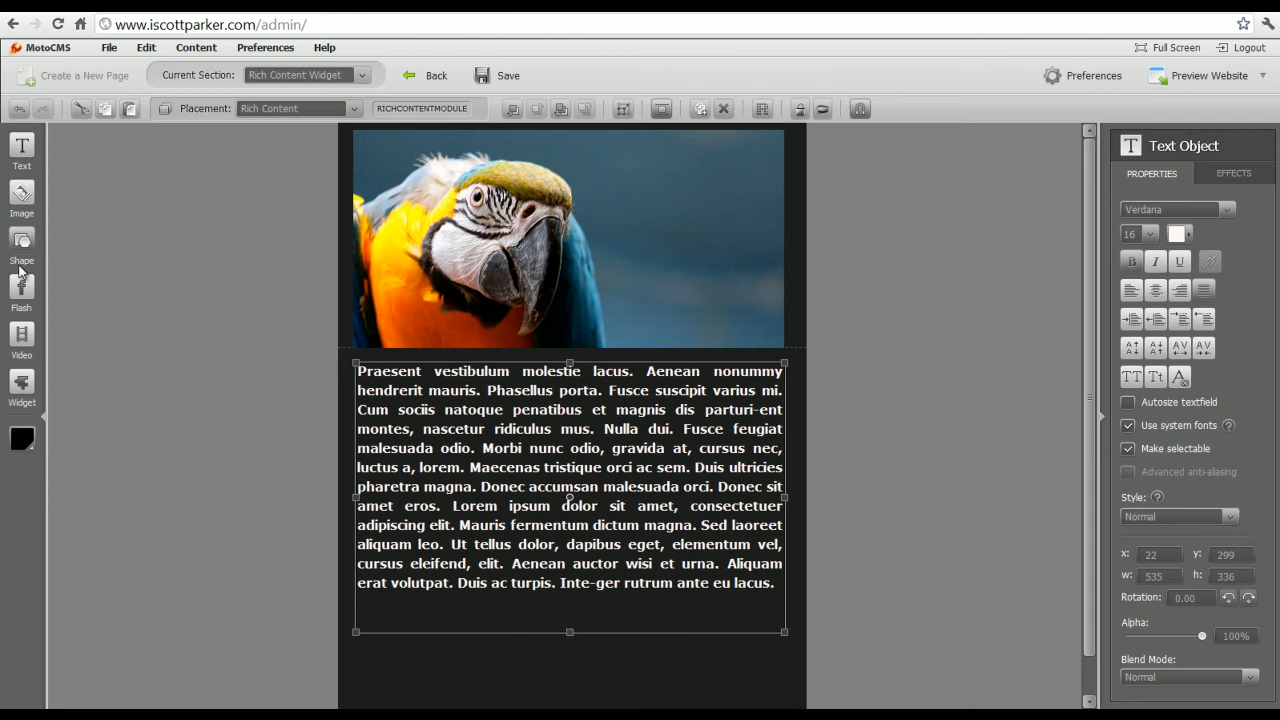 www.iscottparker.com/admin/
MotoCMS File Edit Content Preferences Help Full Screen Logout
Create a New Page Current Section: Rich Content Widget Back Save Preferences Preview Website
Placement: Rich Content RICHCONTENTMODULE
T
Text
Image
Shape
Flash
Video
Widget
Praesent vestibulum molestie lacus. Aenean nonummy
hendrerit mauris. Phasellus porta. Fusce suscipit varius mi.
Cum sociis natoque penatibus et magnis dis parturi-ent
montes, nascetur ridiculus mus. Nulla dui. Fusce feugiat
malesuada odio. Morbi nunc odio, gravida at, cursus nec,
luctus a, lorem. Maecenas tristique orci ac sem. Duis ultricies
pharetra magna. Donec accumsan malesuada orci. Donec sit
amet eros. Lorem ipsum dolor sit amet, consectetuer
adipiscing elit. Mauris fermentum dictum magna. Sed laoreet
aliquam leo. Ut tellus dolor, dapibus eget, elementum vel,
cursus eleifend, elit. Aenean auctor wisi et urna. Aliquam
erat volutpat. Duis ac turpis. Inte-ger rutrum ante eu lacus.
T Text Object
PROPERTIES EFFECTS
Verdana
16
B I U
TT Tt A
Autosize textfield
Use system fonts ?
Make selectable
Advanced anti-aliasing
Style: ?
Normal
x: 22 y: 299
w: 535 h: 336
Rotation: 0.00
Alpha:
100%
Blend Mode:
Normal